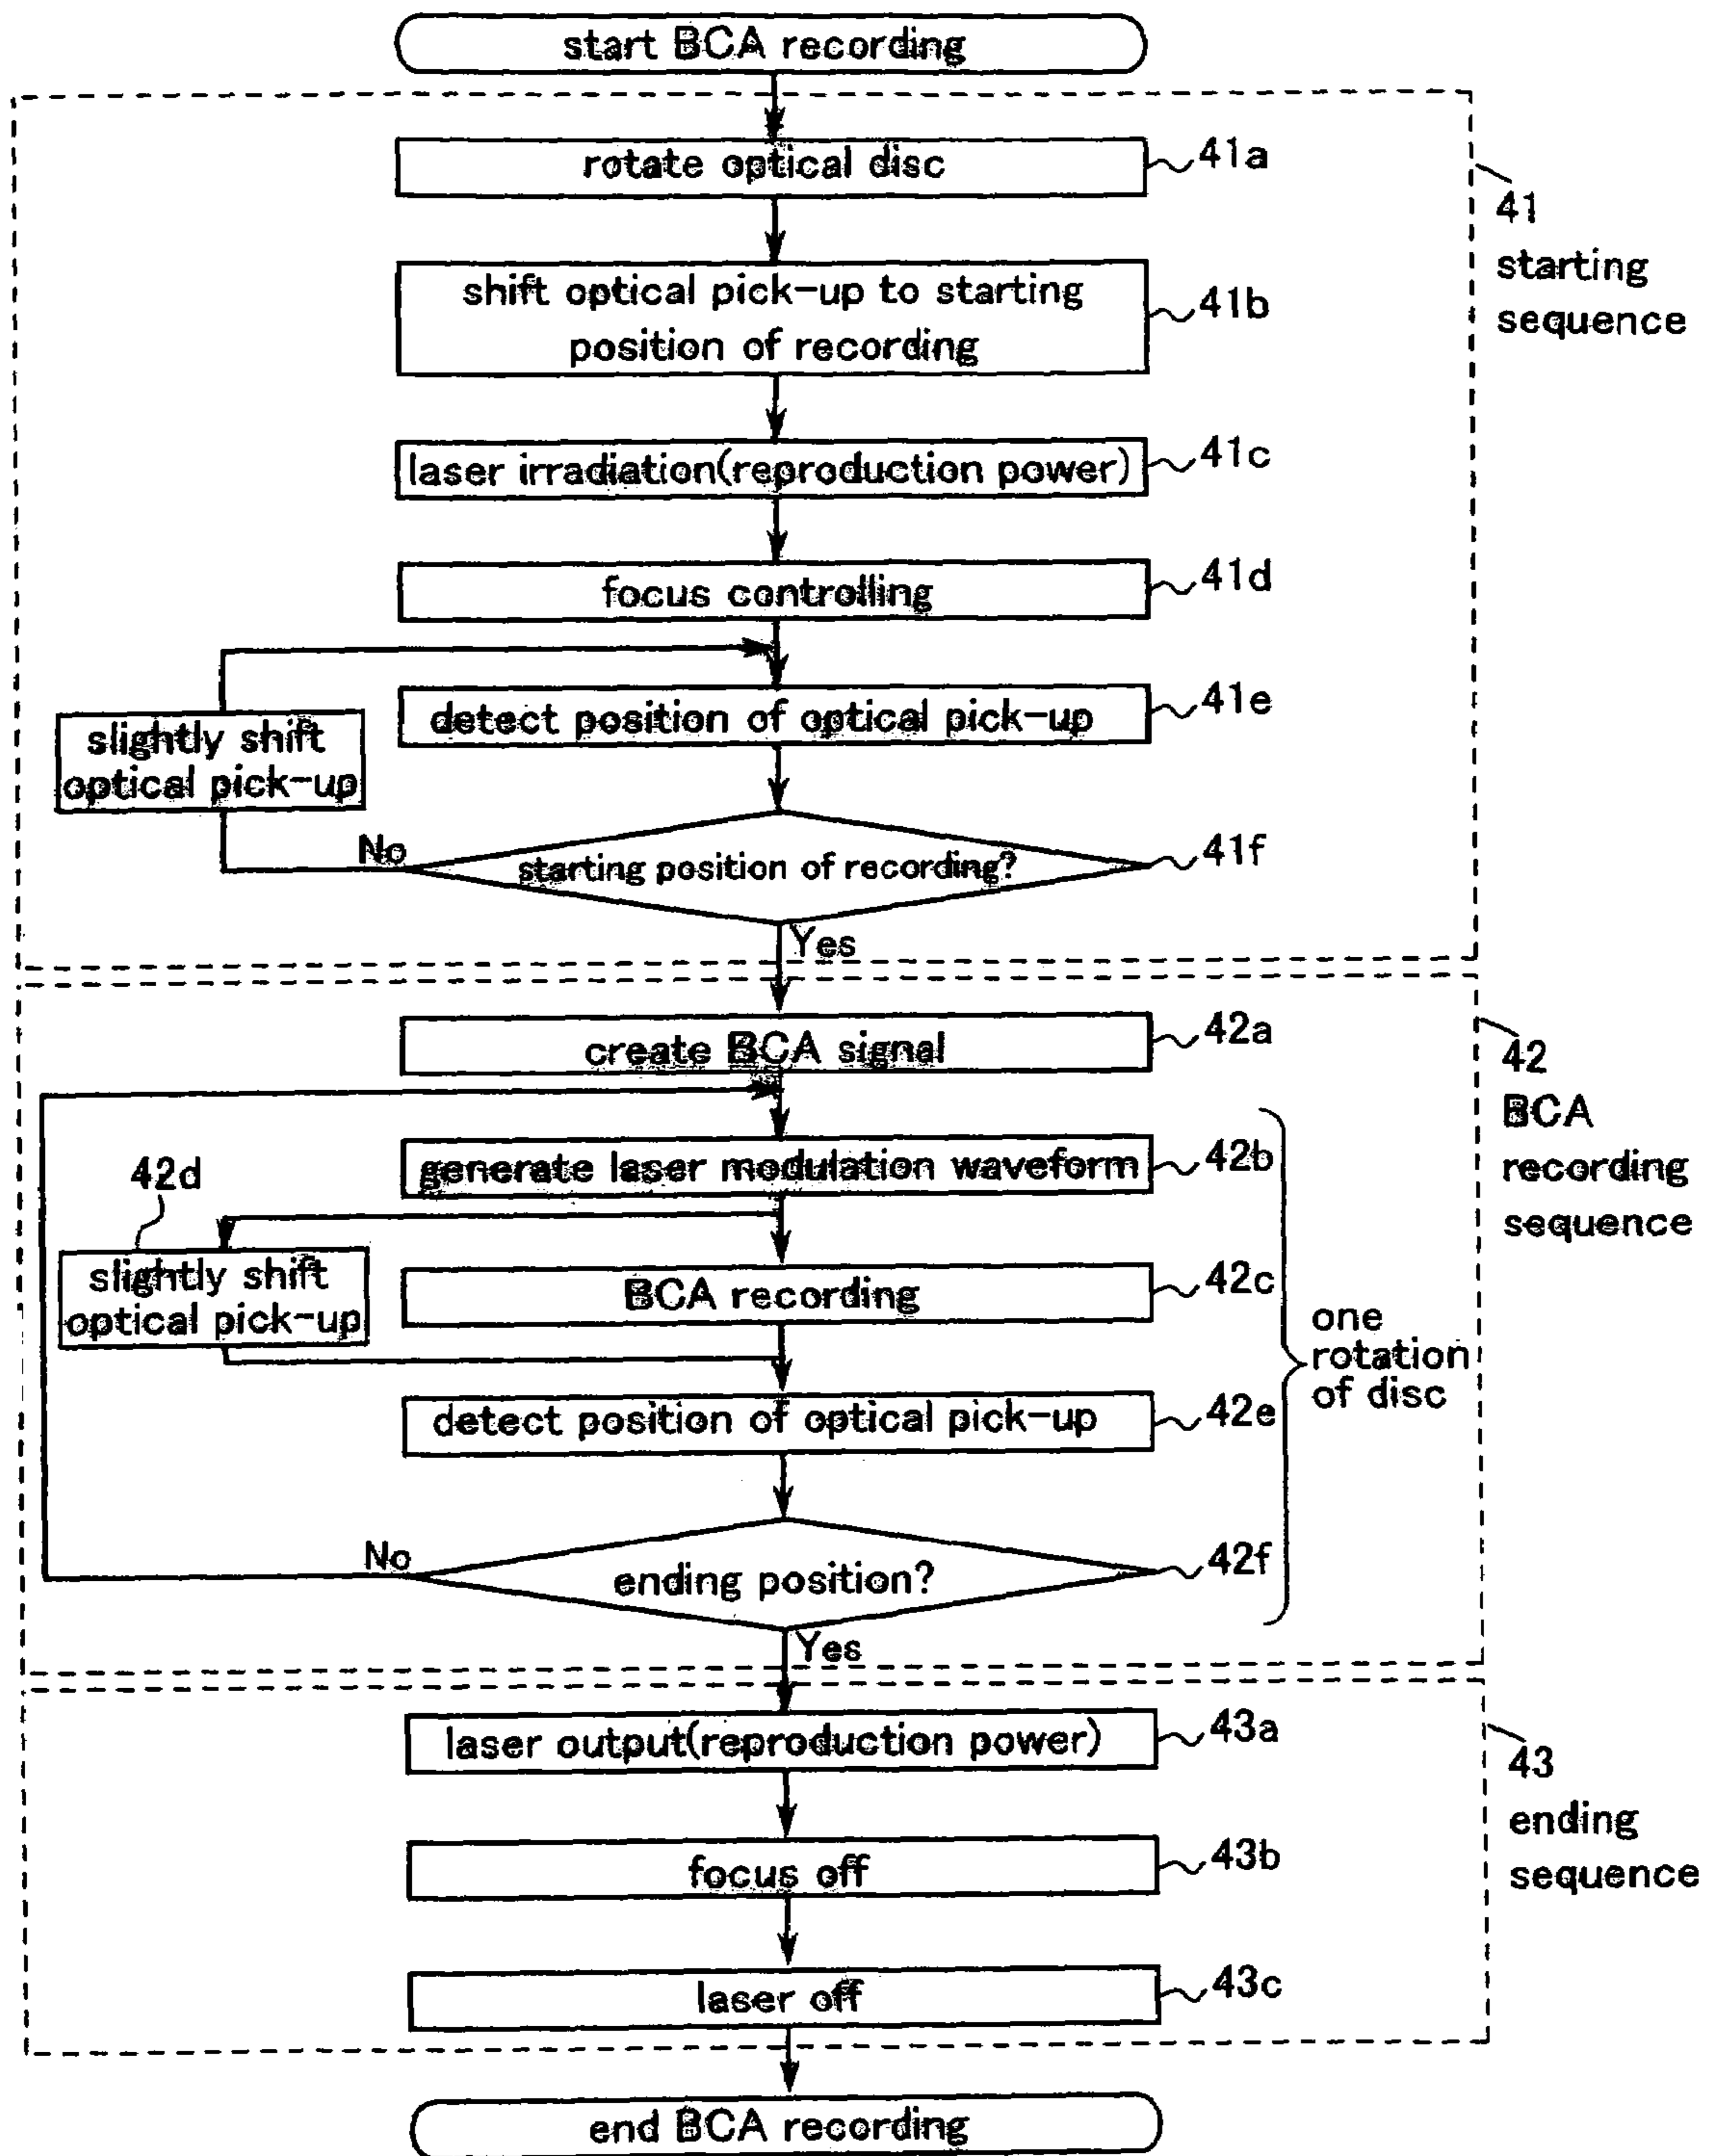 start BCA recording
rotate optical disc
41a
41
starting
sequence
shift optical pick-up to starting
position of recording
41b
laser irradiation(reproduction power)
41c
focus controlling
41d
detect position of optical pick-up
41e
slightly shift
optical pick-up
No
starting position of recording?
41f
Yes
create BCA signal
42a
42
BCA
recording
sequence
generate laser modulation waveform
42b
42d
slightly shift
optical pick-up
BCA recording
42c
one
rotation
of disc
detect position of optical pick-up
42e
No
ending position?
42f
Yes
laser output(reproduction power)
43a
43
ending
sequence
focus off
43b
laser off
43c
end BCA recording